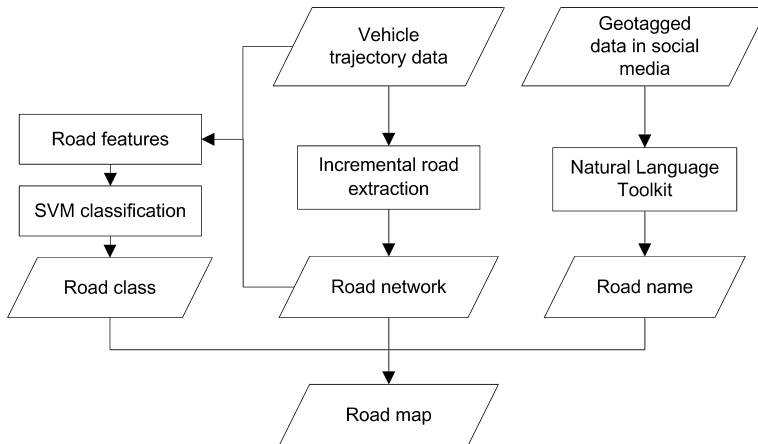 Vehicle
trajectory data
Geotagged
data in social
media
Road features
Incremental road
extraction
Natural Language
Toolkit
SVM classification
Road class
Road network
Road name
Road map